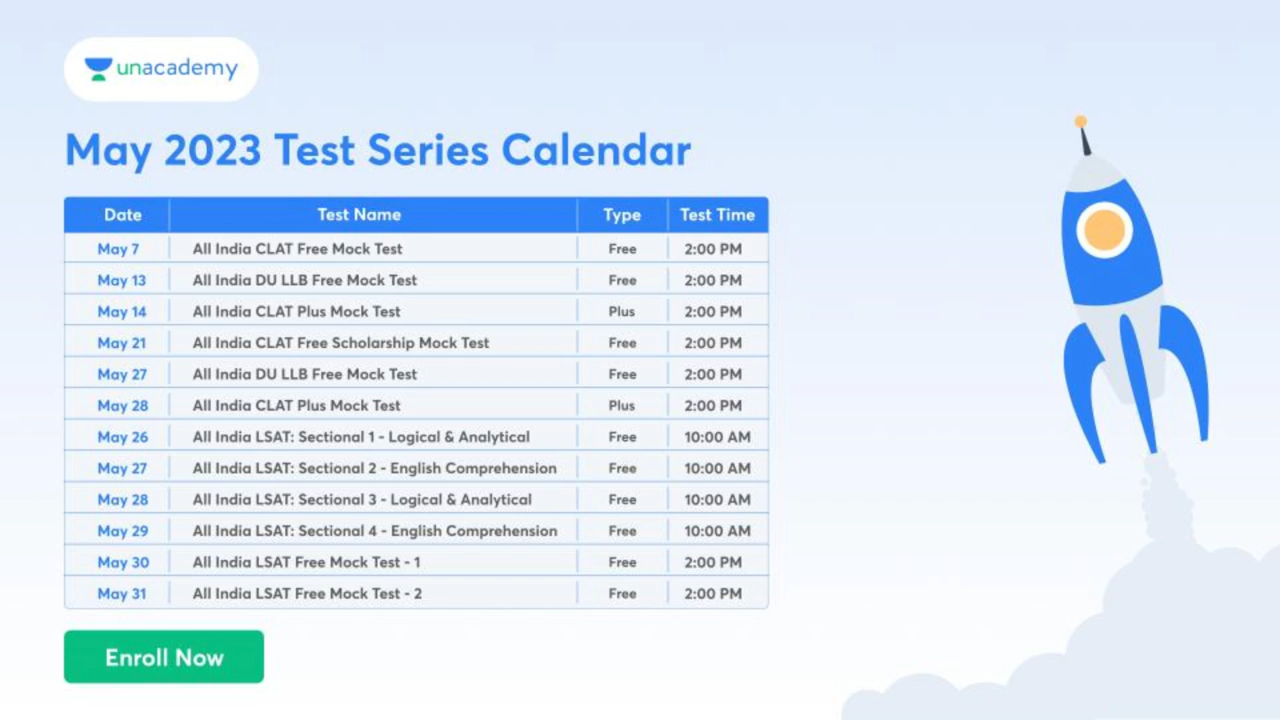 unacademy
May 2023 Test Series Calendar
Date Test Name Type Test Time
May 7 All India CLAT Free Mock Test Free 2:00 PM
May 13 All India DU LLB Free Mock Test Free 2:00 PM
May 14 All India CLAT Plus Mock Test Plus 2:00 PM
May 21 All India CLAT Free Scholarship Mock Test Free 2:00 PM
May 27 All India DU LLB Free Mock Test Free 2:00 PM
May 28 All India CLAT Plus Mock Test Plus 2:00 PM
May 26 All India LSAT: Sectional 1 - Logical & Analytical Free 10:00 AM
May 27 All India LSAT: Sectional 2 - English Comprehension Free 10:00 AM
May 28 All India LSAT: Sectional 3 - Logical & Analytical Free 10:00 AM
May 29 All India LSAT: Sectional 4 - English Comprehension Free 10:00 AM
May 30 All India LSAT Free Mock Test - 1 Free 2:00 PM
May 31 All India LSAT Free Mock Test - 2 Free 2:00 PM
Enroll Now